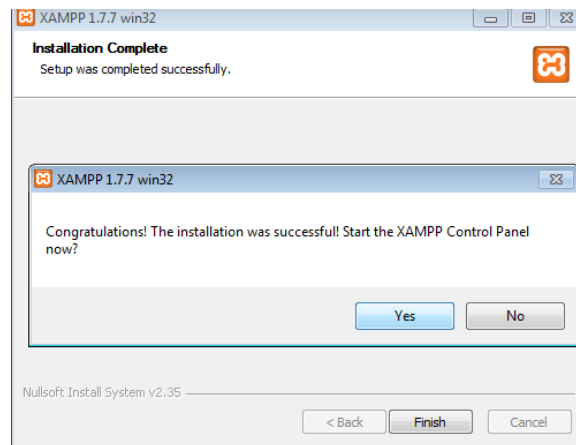 XAMPP 1.7.7 win32
Installation Complete
Setup was completed successfully.
XAMPP 1.7.7 win32
Congratulations! The installation was successful! Start the XAMPP Control Panel
now?
Yes No
Nullsoft Install System v2.35
< Back Finish Cancel